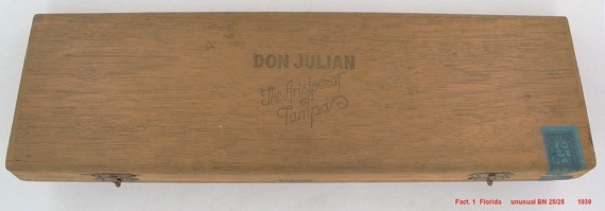 DON JULIAN
The Aristocrat
of
Tampa
Fact. 1 Florida unusual BN 25/25 1939